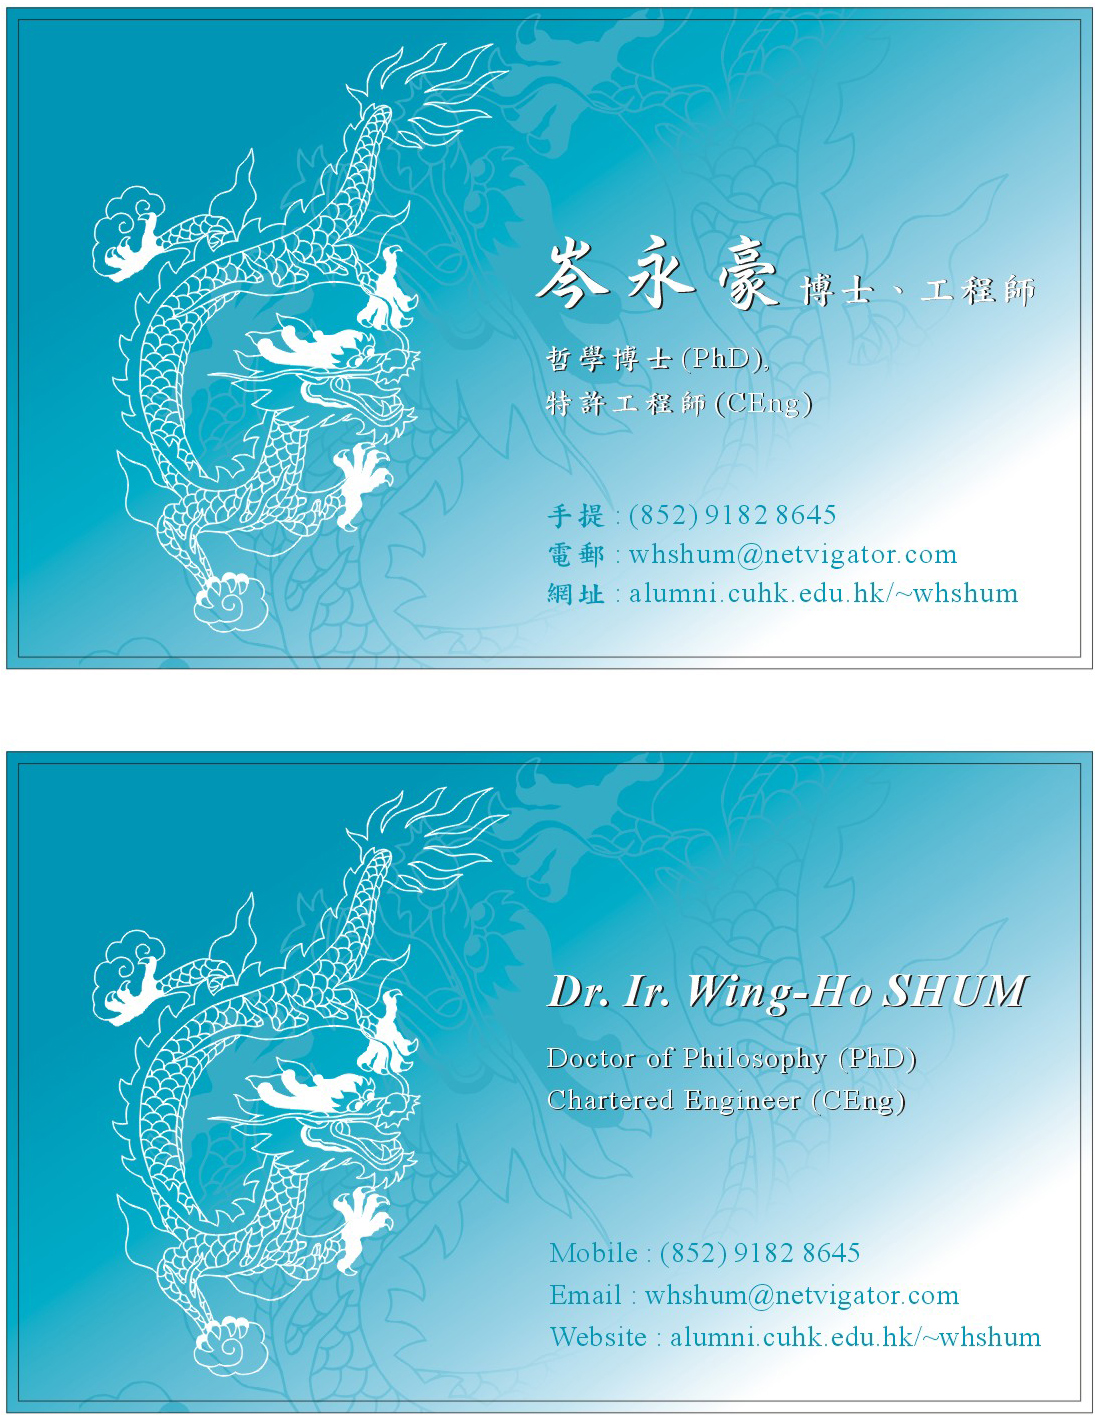 岑永豪 博士、工程師
哲學博士 (PhD),
特許工程師 (CEng)
手提 : (852) 9182 8645
電郵 : whshum@netvigator.com
網址 : alumni.cuhk.edu.hk/~whshum
Dr. Ir. Wing-Ho SHUM
Doctor of Philosophy (PhD)
Chartered Engineer (CEng)
Mobile : (852) 9182 8645
Email : whshum@netvigator.com
Website : alumni.cuhk.edu.hk/~whshum